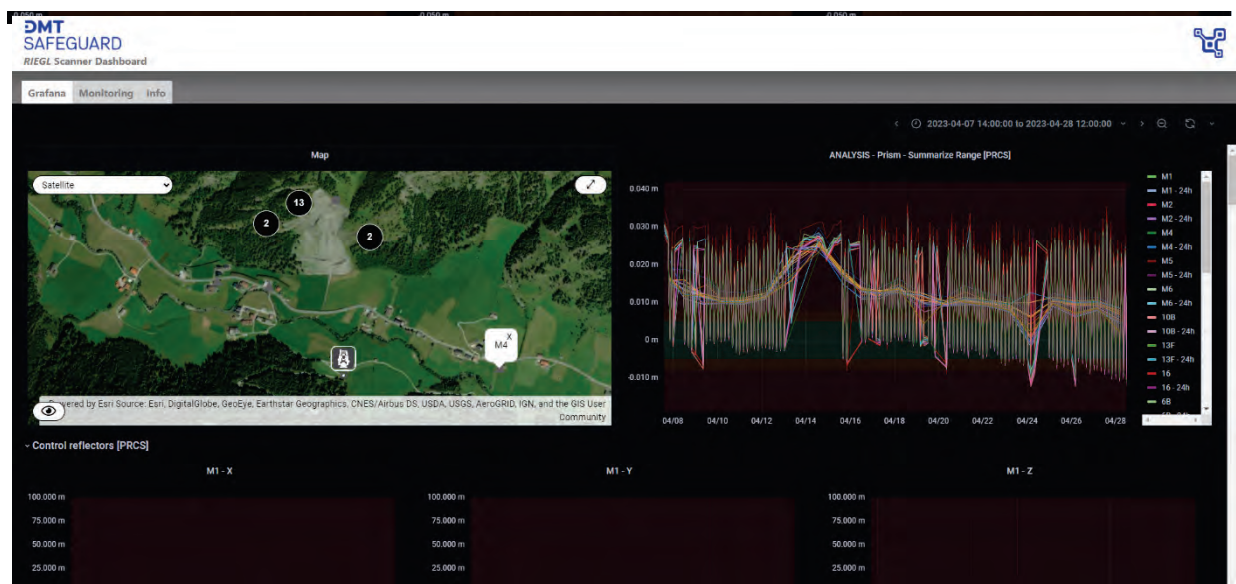 0.050 m
0.050 m
0.050 m
DMT
SAFEGUARD
RIEGL Scanner Dashboard
Grafana Monitoring Info
2023-04-07 14:00:00 to 2023-04-28 12:00:00
Map
Satellite
13
2
2
M4
X
Powered by Esri Source: Esri, DigitalGlobe, GeoEye, Earthstar Geographics, CNES/Airbus DS, USDA, USGS, AeroGRID, IGN, and the GIS User
Community
ANALYSIS - Prism - Summarize Range [PRCS]
0.040 m
0.030 m
0.020 m
0.010 m
0 m
-0.010 m
04/08 04/10 04/12 04/14 04/16 04/18 04/20 04/22 04/24 04/26 04/28
M1
M1 - 24h
M2
M2 - 24h
M4
M4 - 24h
M5
M5 - 24h
M6
M6 - 24h
10B
10B - 24h
13F
13F - 24h
16
16 - 24h
6B
Control reflectors [PRCS]
M1 - X
100.000 m
75.000 m
50.000 m
25.000 m
M1 - Y
100.000 m
75.000 m
50.000 m
25.000 m
M1 - Z
100.000 m
75.000 m
50.000 m
25.000 m